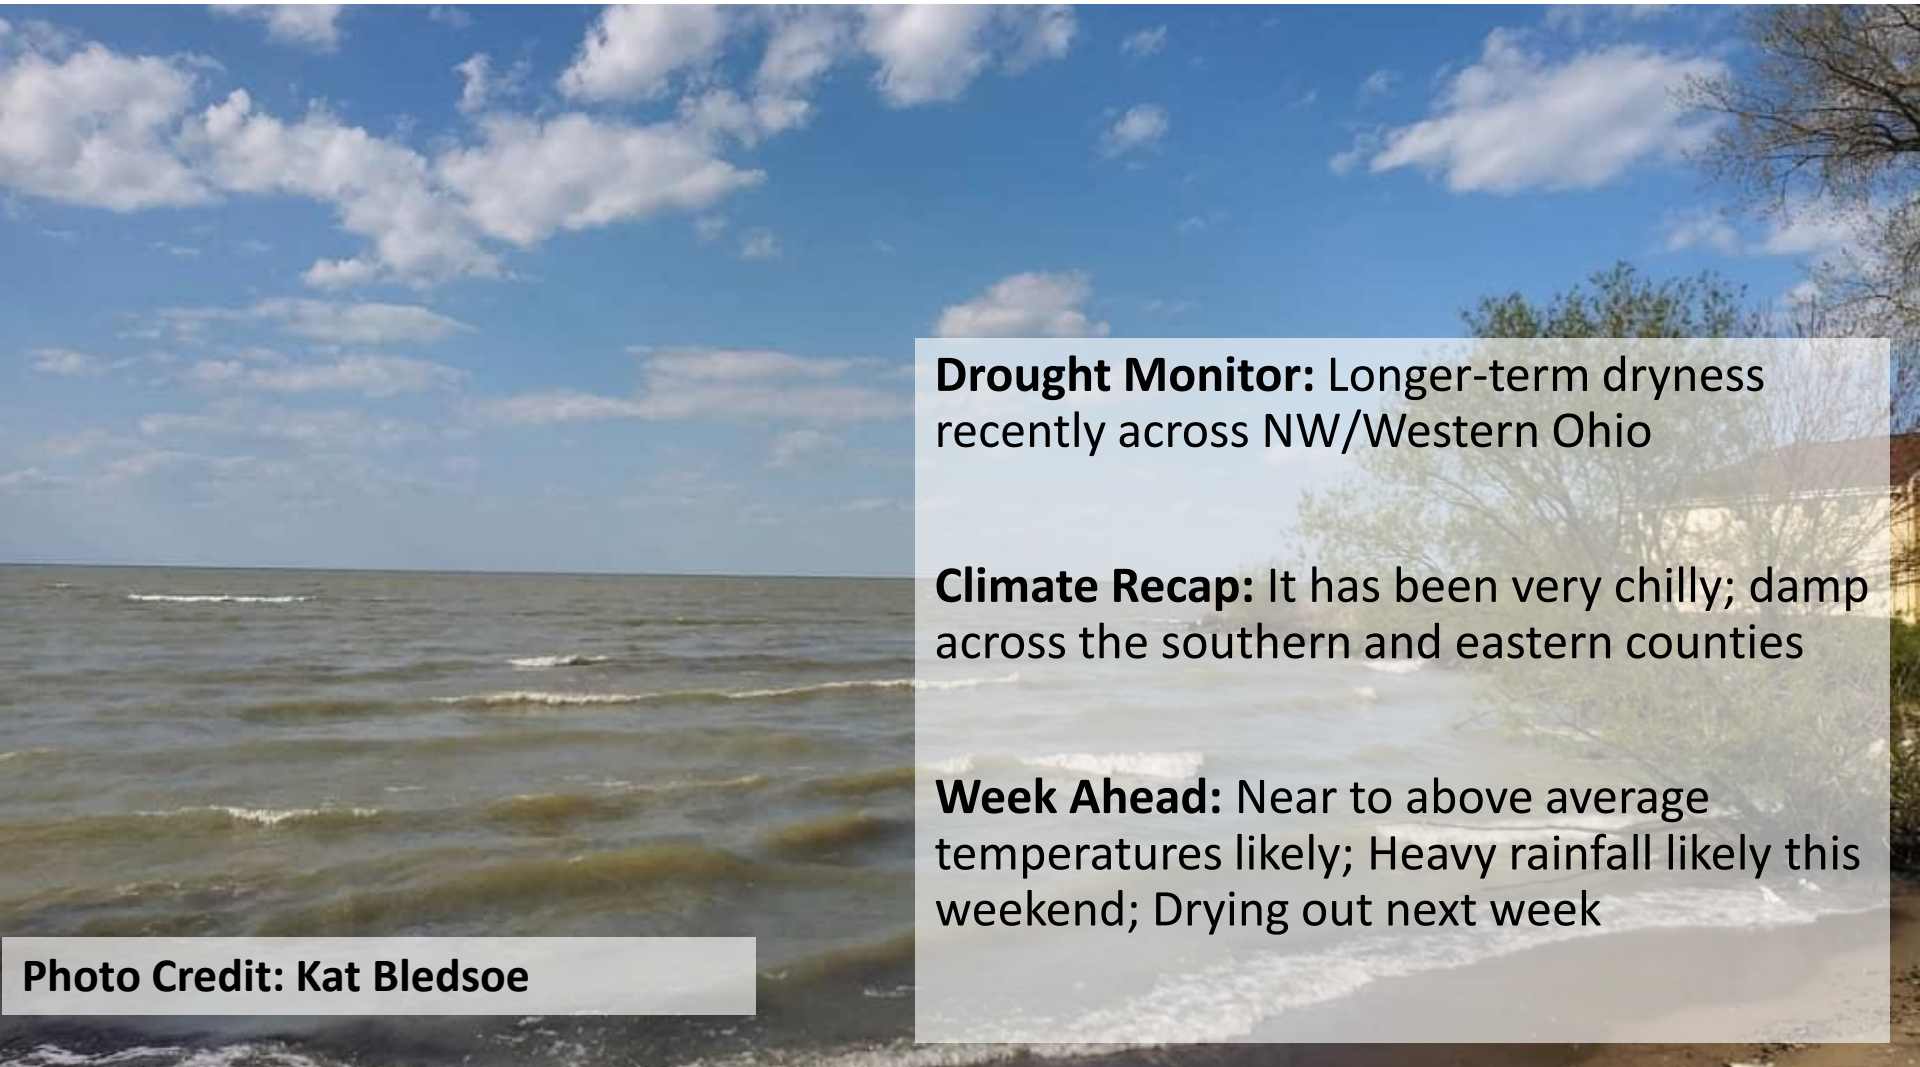 Drought Monitor: Longer-term dryness
recently across NW/Western Ohio
Climate Recap: It has been very chilly; damp
across the southern and eastern counties
Week Ahead: Near to above average
temperatures likely; Heavy rainfall likely this
weekend; Drying out next week
Photo Credit: Kat Bledsoe